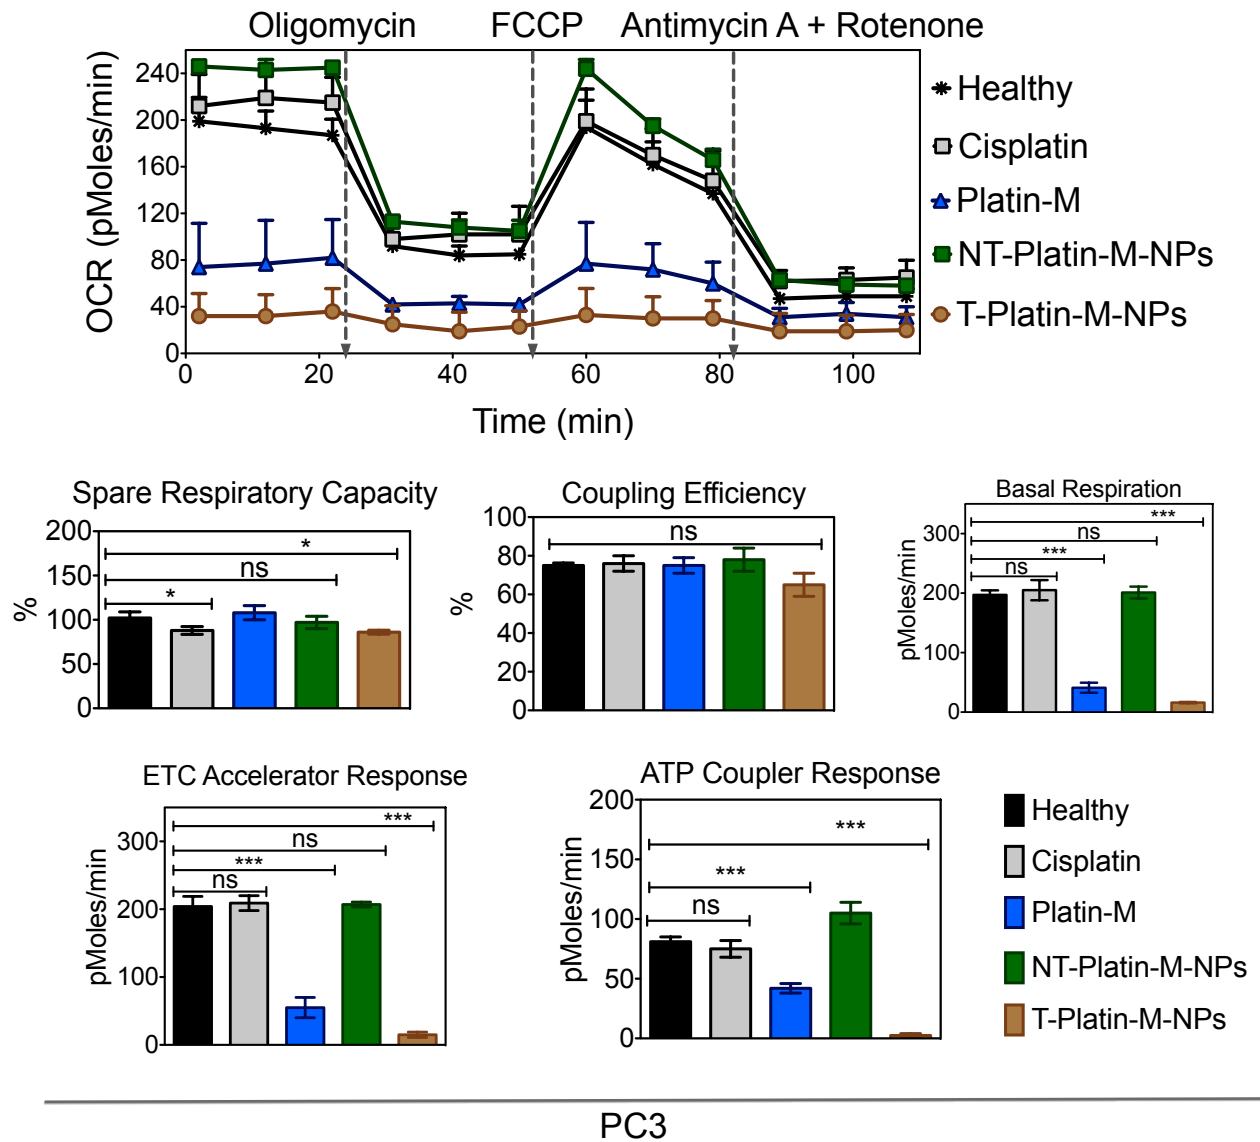 Oligomycin FCCP Antimycin A + Rotenone
OCR (pMoles/min)
240
200
160
120
80
40
0
0 20 40 60 80 100
Time (min)
Healthy
Cisplatin
Platin-M
NT-Platin-M-NPs
T-Platin-M-NPs
Spare Respiratory Capacity
%
200
150
100
50
0
*
ns
*
Coupling Efficiency
%
100
80
60
40
20
0
ns
Basal Respiration
pMoles/min
300
200
100
0
***
ns
***
ns
ETC Accelerator Response
pMoles/min
300
200
100
0
***
ns
***
ns
ATP Coupler Response
pMoles/min
200
150
100
50
0
***
***
ns
Healthy
Cisplatin
Platin-M
NT-Platin-M-NPs
T-Platin-M-NPs
PC3